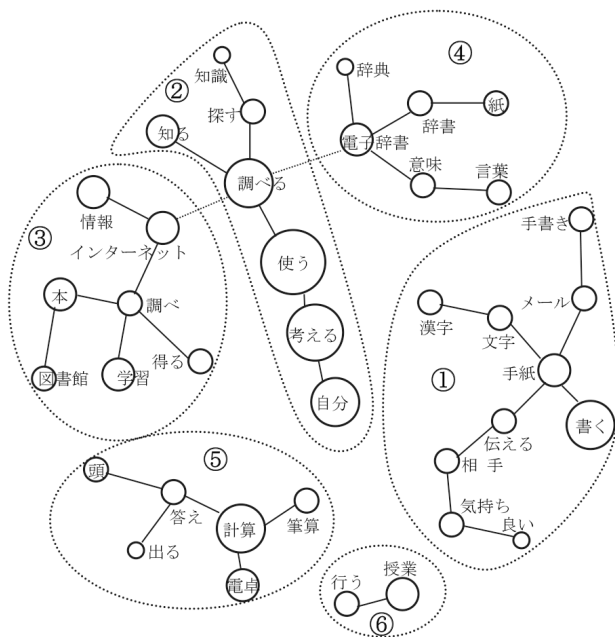 知識
②
探す
知る
調べる
使う
考える
自分
④
辞典
辞書
紙
電子辞書
意味
言葉
③
情報
インターネット
本
調べ
得る
図書館
学習
①
手書き
メール
漢字
文字
手紙
書く
伝える
相 手
気持ち
良い
⑤
頭
答え
計算
筆算
出る
電卓
行う
授業
⑥